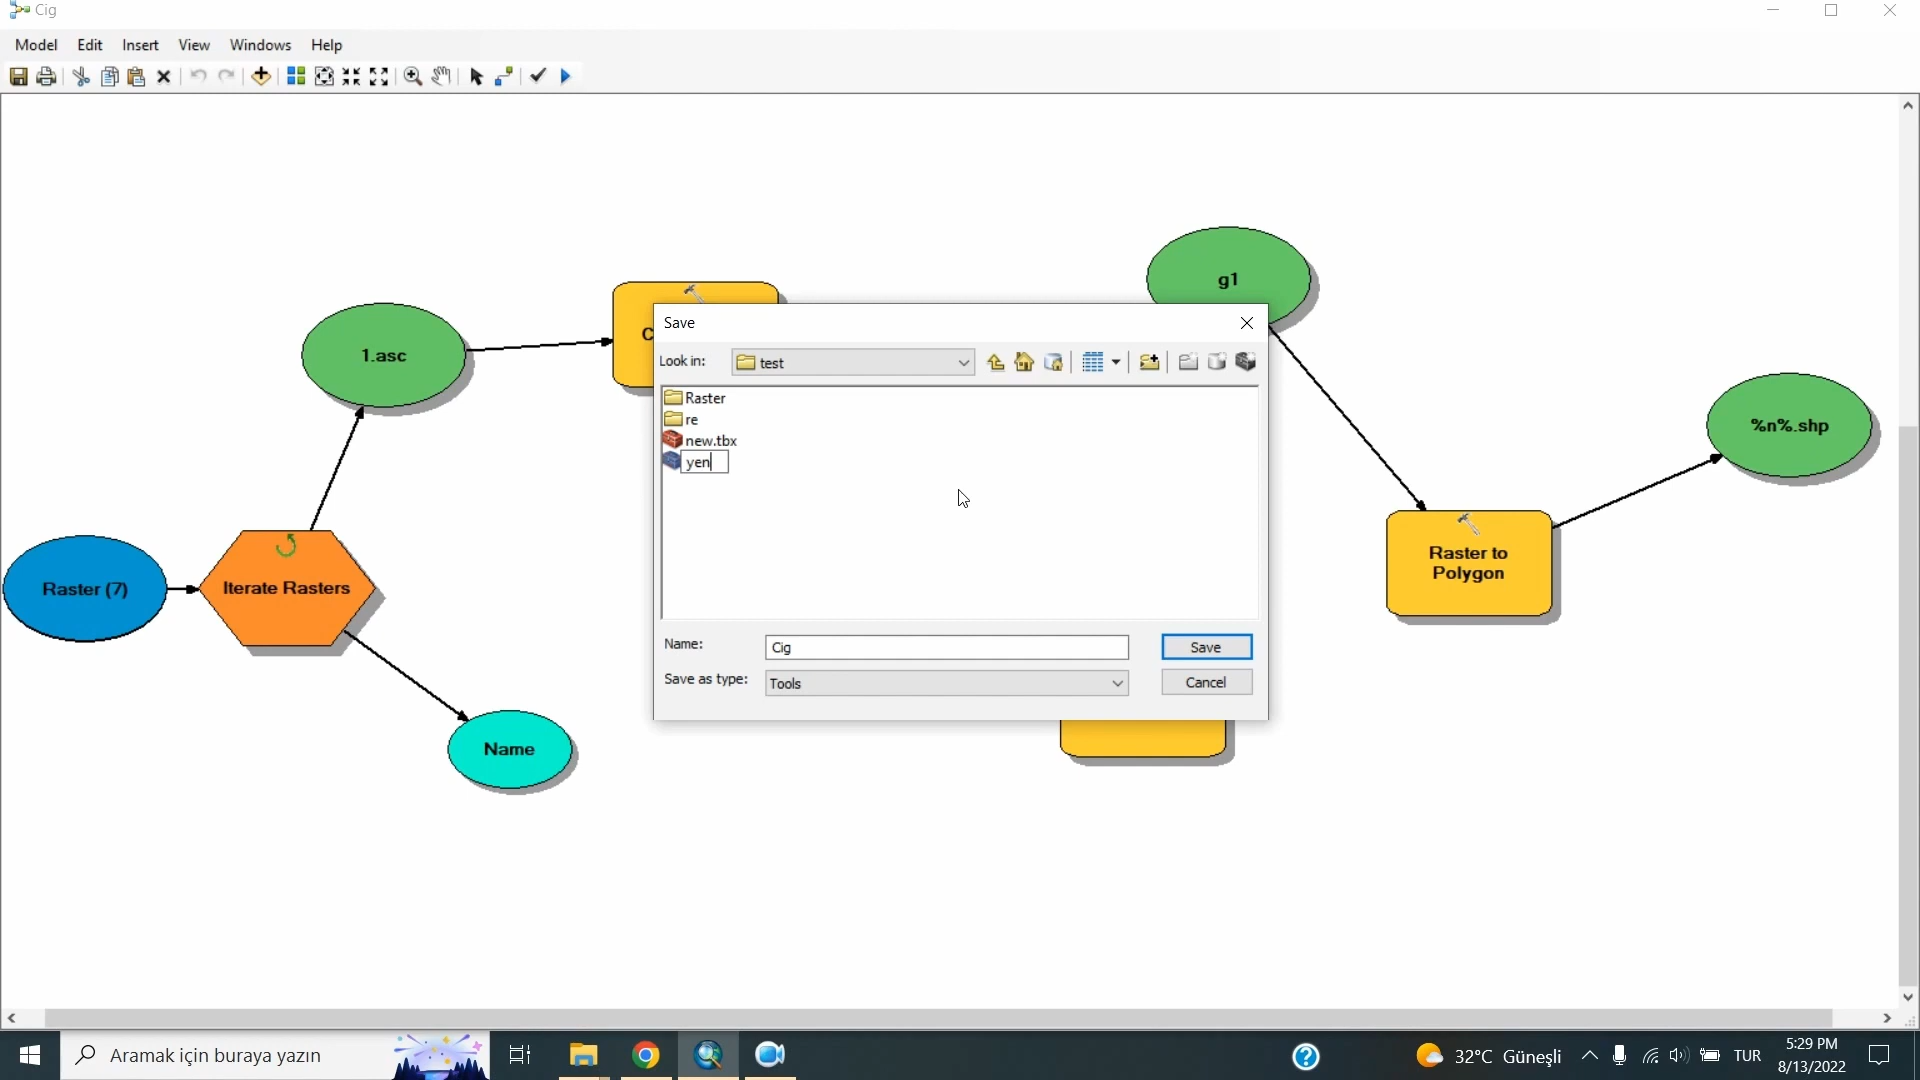 Cig
Model Edit Insert View Windows Help
g1
1.asc
C
%n%.shp
Raster (7)
Iterate Rasters
Raster to
Polygon
Name
Save
Look in: test
Raster
re
new.tbx
yen
Name: Cig Save
Save as type: Tools Cancel
Aramak için buraya yazın
32°C Güneşli
TUR
5:29 PM
8/13/2022